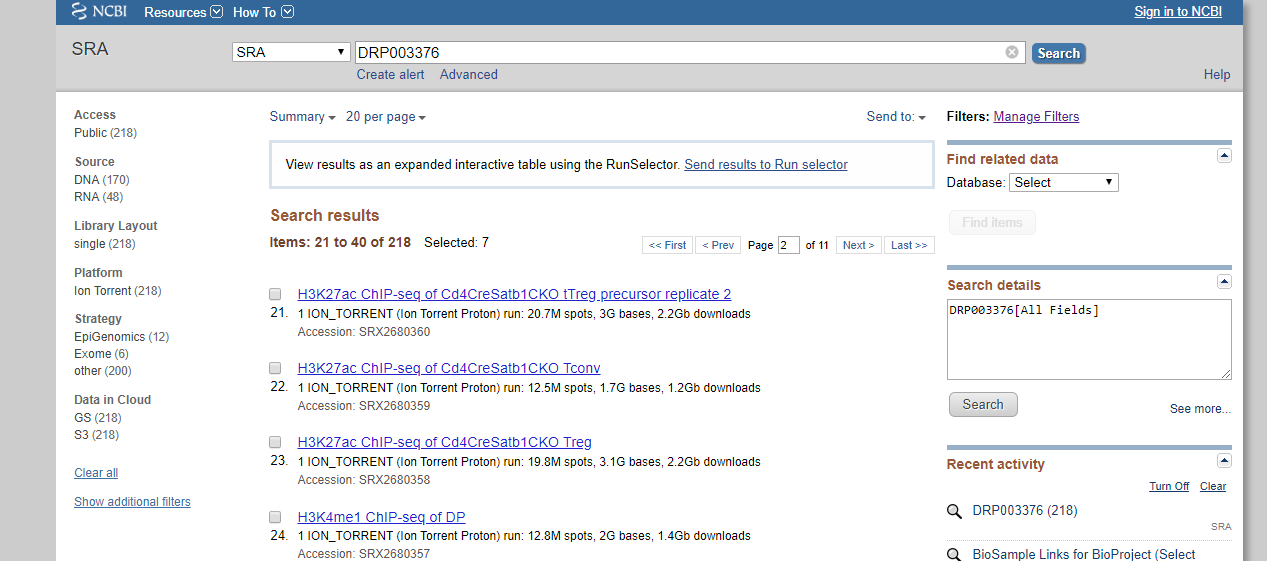 NCBI Resources How To Sign in to NCBI
SRA SRA DRP003376 Search
Create alert Advanced Help
Access
Public (218)
Source
DNA (170)
RNA (48)
Library Layout
single (218)
Platform
Ion Torrent (218)
Strategy
EpiGenomics (12)
Exome (6)
other (200)
Data in Cloud
GS (218)
S3 (218)
Clear all
Show additional filters
Summary 20 per page Send to:
View results as an expanded interactive table using the RunSelector. Send results to Run selector
Search results
Items: 21 to 40 of 218 Selected: 7
<< First < Prev Page 2 of 11 Next > Last >>
H3K27ac ChIP-seq of Cd4CreSatb1CKO tTreg precursor replicate 2
21. 1 ION_TORRENT (Ion Torrent Proton) run: 20.7M spots, 3G bases, 2.2Gb downloads
Accession: SRX2680360
H3K27ac ChIP-seq of Cd4CreSatb1CKO Tconv
22. 1 ION_TORRENT (Ion Torrent Proton) run: 12.5M spots, 1.7G bases, 1.2Gb downloads
Accession: SRX2680359
H3K27ac ChIP-seq of Cd4CreSatb1CKO Treg
23. 1 ION_TORRENT (Ion Torrent Proton) run: 19.8M spots, 3.1G bases, 2.2Gb downloads
Accession: SRX2680358
H3K4me1 ChIP-seq of DP
24. 1 ION_TORRENT (Ion Torrent Proton) run: 12.8M spots, 2G bases, 1.4Gb downloads
Accession: SRX2680357
Filters: Manage Filters
Find related data
Database: Select
Find items
Search details
DRP003376[All Fields]
Search
See more...
Recent activity
Turn Off Clear
DRP003376 (218)
SRA
BioSample Links for BioProject (Select